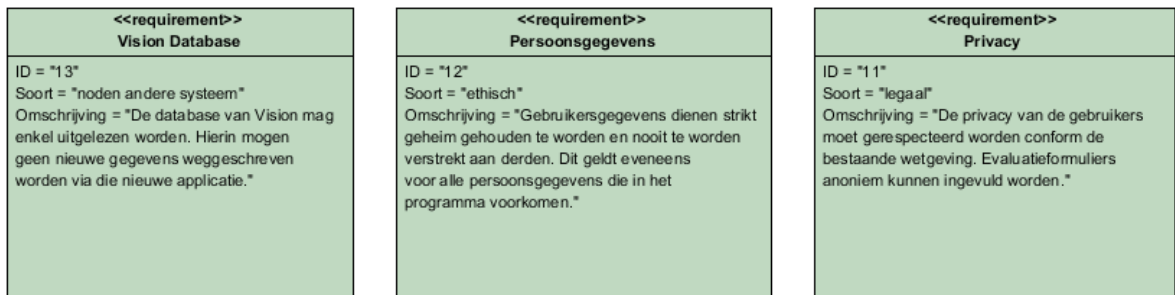 <<requirement>>
Vision Database
ID = "13"
Soort = "noden andere systeem"
Omschrijving = "De database van Vision mag
enkel uitgelezen worden. Hierin mogen
geen nieuwe gegevens weggeschreven
worden via die nieuwe applicatie."
<<requirement>>
Persoonsgegevens
ID = "12"
Soort = "ethisch"
Omschrijving = "Gebruikersgegevens dienen strikt
geheim gehouden te worden en nooit te worden
verstrekt aan derden. Dit geldt eveneens
voor alle persoonsgegevens die in het
programma voorkomen."
<<requirement>>
Privacy
ID = "11"
Soort = "legaal"
Omschrijving = "De privacy van de gebruikers
moet gerespecteerd worden conform de
bestaande wetgeving. Evaluatieformuliers
anoniem kunnen ingevuld worden."